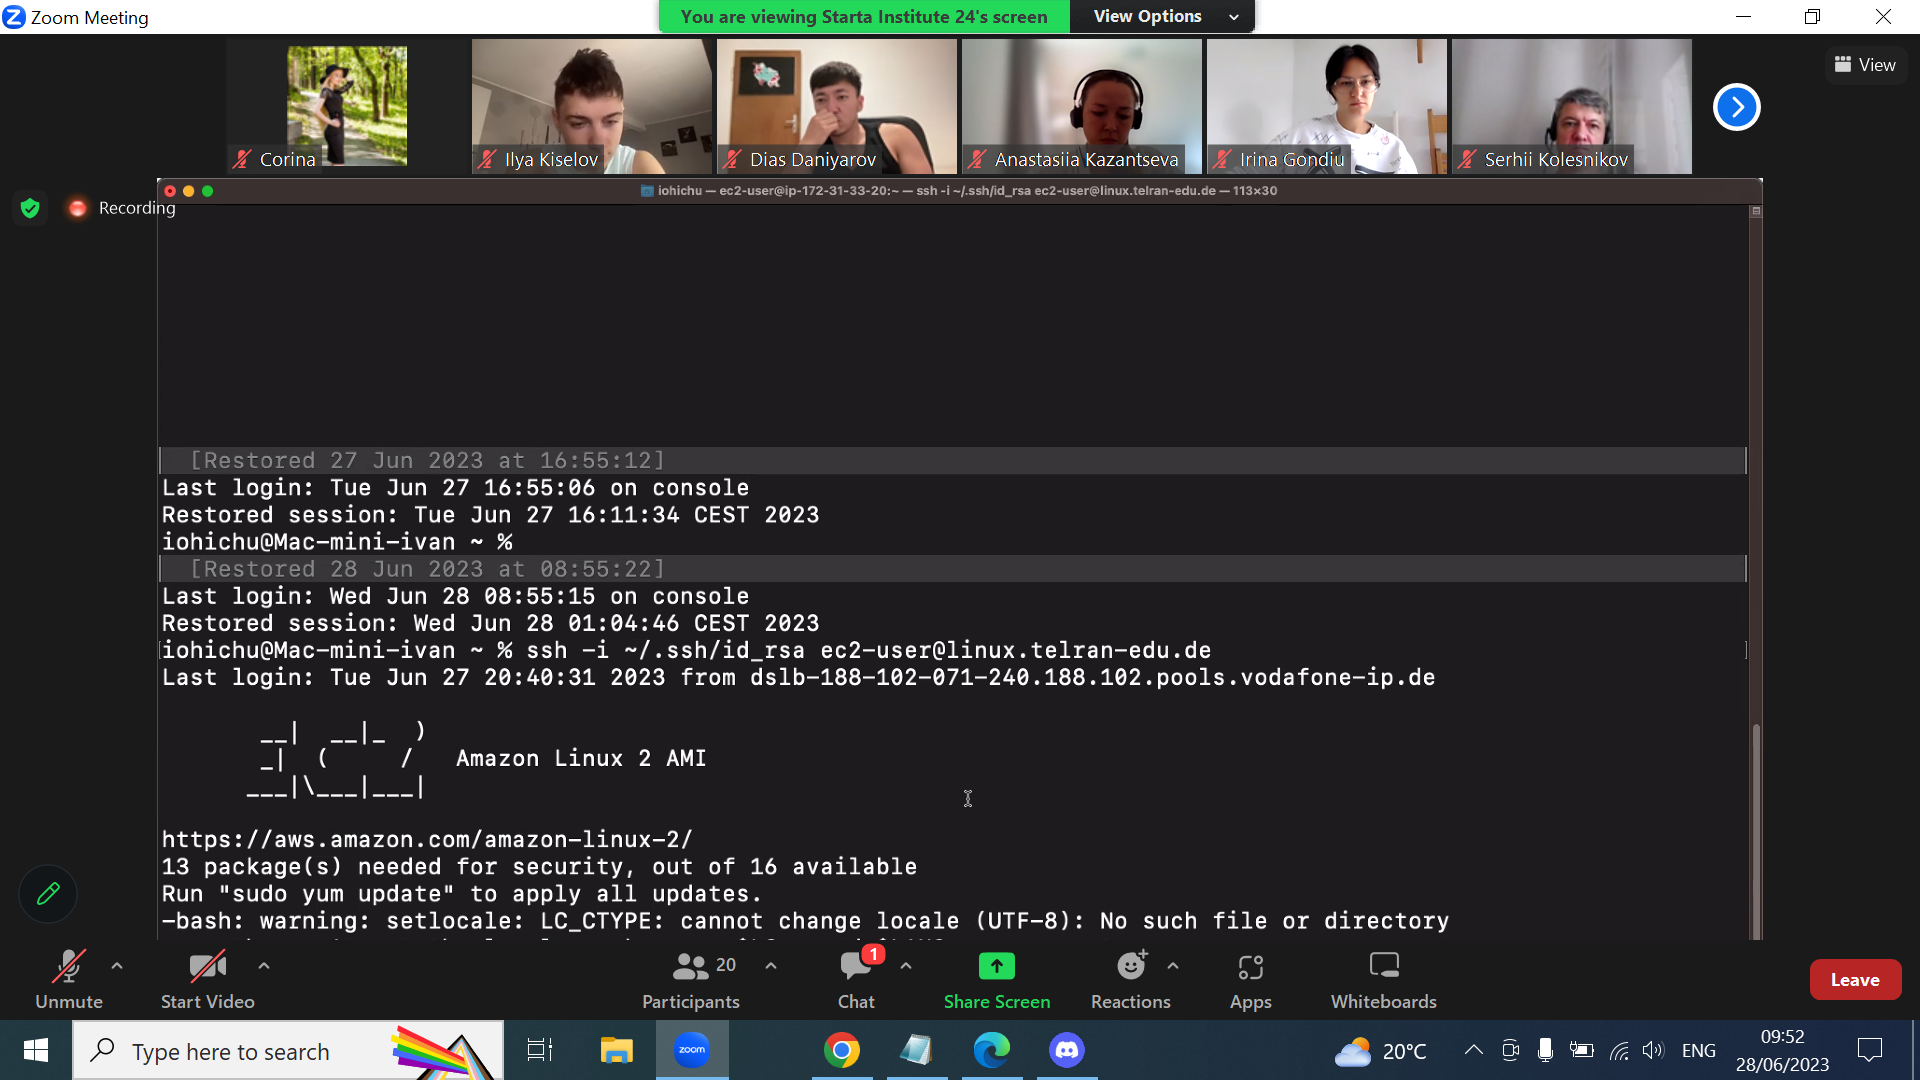 Zoom Meeting
You are viewing Starta Institute 24's screen
View Options
View
Corina
Ilya Kiselov
Dias Daniyarov
Anastasiia Kazantseva
Irina Gondiu
Serhii Kolesnikov
Recording
iohichu — ec2-user@ip-172-31-33-20:~ — ssh -i ~/.ssh/id_rsa ec2-user@linux.telran-edu.de — 113×30
[Restored 27 Jun 2023 at 16:55:12]
Last login: Tue Jun 27 16:55:06 on console
Restored session: Tue Jun 27 16:11:34 CEST 2023
iohichu@Mac-mini-ivan ~ %
[Restored 28 Jun 2023 at 08:55:22]
Last login: Wed Jun 28 08:55:15 on console
Restored session: Wed Jun 28 01:04:46 CEST 2023
iohichu@Mac-mini-ivan ~ % ssh -i ~/.ssh/id_rsa ec2-user@linux.telran-edu.de
Last login: Tue Jun 27 20:40:31 2023 from dslb-188-102-071-240.188.102.pools.vodafone-ip.de
__|  __|_  )
_|  (     /   Amazon Linux 2 AMI
___|\___|___|
https://aws.amazon.com/amazon-linux-2/
13 package(s) needed for security, out of 16 available
Run "sudo yum update" to apply all updates.
-bash: warning: setlocale: LC_CTYPE: cannot change locale (UTF-8): No such file or directory
Unmute
Start Video
20
Participants
1
Chat
Share Screen
Reactions
Apps
Whiteboards
Leave
Type here to search
zoom
20°C
ENG
09:52
28/06/2023